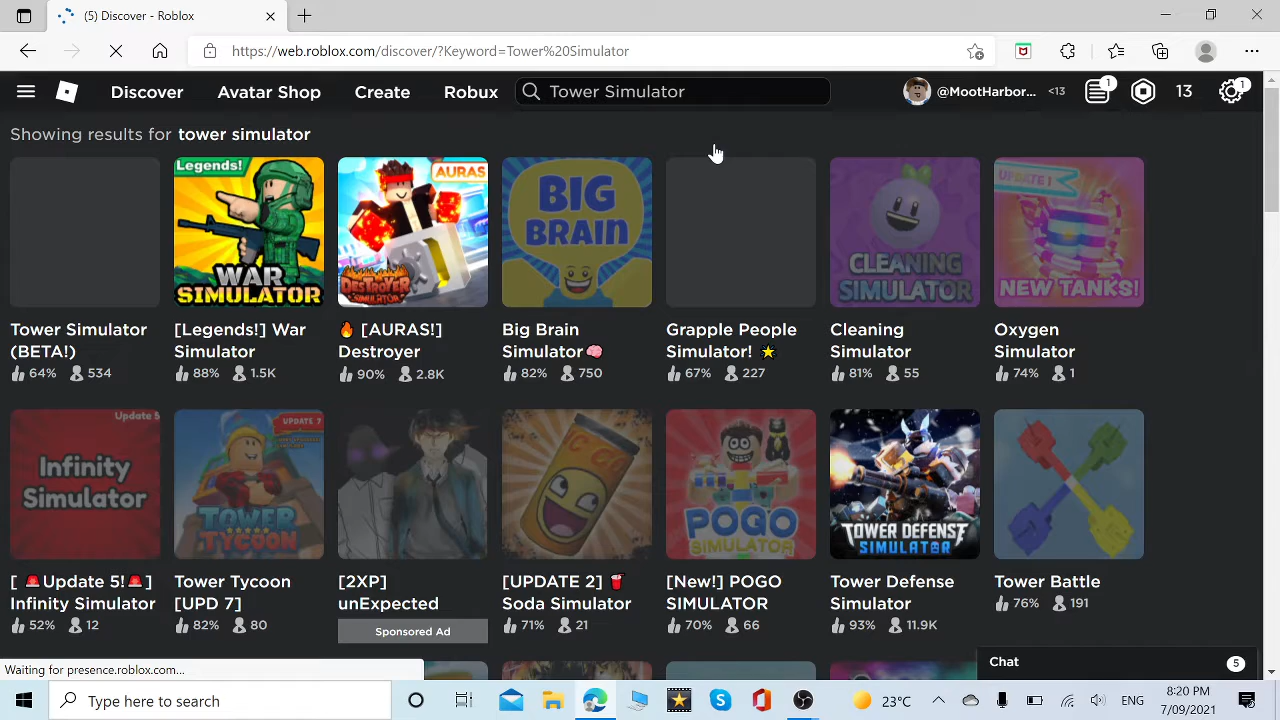 (5) Discover - Roblox
https://web.roblox.com/discover/?Keyword=Tower%20Simulator
Discover
Avatar Shop
Create
Robux
Tower Simulator
@MootHarbor...
<13
1
13
1
Showing results for tower simulator
Legends!
WAR
SIMULATOR
AURAS
DESTROYER
SIMULATOR
BIG
BRAIN
CLEANING
SIMULATOR
UPDATE 1
NEW TANKS!
Tower Simulator
(BETA!)
64% 534
[Legends!] War
Simulator
88% 1.5K
🔥 [AURAS!]
Destroyer
90% 2.8K
Big Brain
Simulator🧠
82% 750
Grapple People
Simulator! 🌟
67% 227
Cleaning
Simulator
81% 55
Oxygen
Simulator
74% 1
Update 5
Infinity
Simulator
UPDATE 7
TOWER
TYCOON
POGO
SIMULATOR
TOWER DEFENSE
SIMULATOR
[ 🚨Update 5!🚨]
Infinity Simulator
52% 12
Tower Tycoon
[UPD 7]
82% 80
[2XP]
unExpected
Sponsored Ad
[UPDATE 2] 🥤
Soda Simulator
71% 21
[New!] POGO
SIMULATOR
70% 66
Tower Defense
Simulator
93% 11.9K
Tower Battle
76% 191
Waiting for presence.roblox.com...
Chat
5
Type here to search
23°C
ENG
8:20 PM
7/09/2021